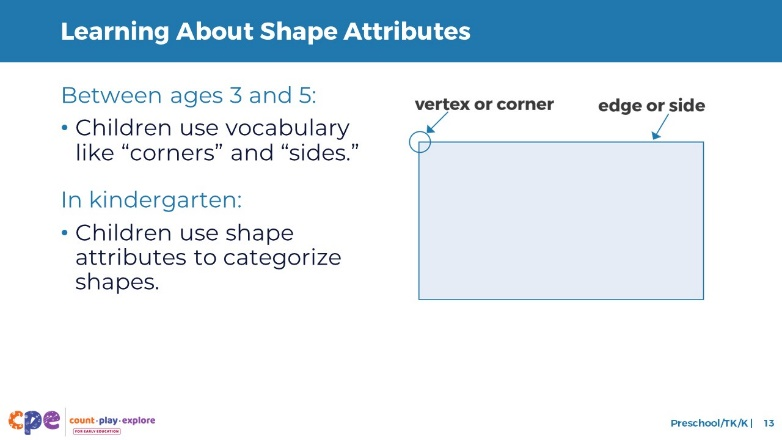 Learning About Shape Attributes
Between ages 3 and 5:
• Children use vocabulary
like “corners” and “sides.”
In kindergarten:
• Children use shape
attributes to categorize
shapes.
vertex or corner
edge or side
cpe
count·play·explore
FOR EARLY EDUCATION
Preschool/TK/K | 13